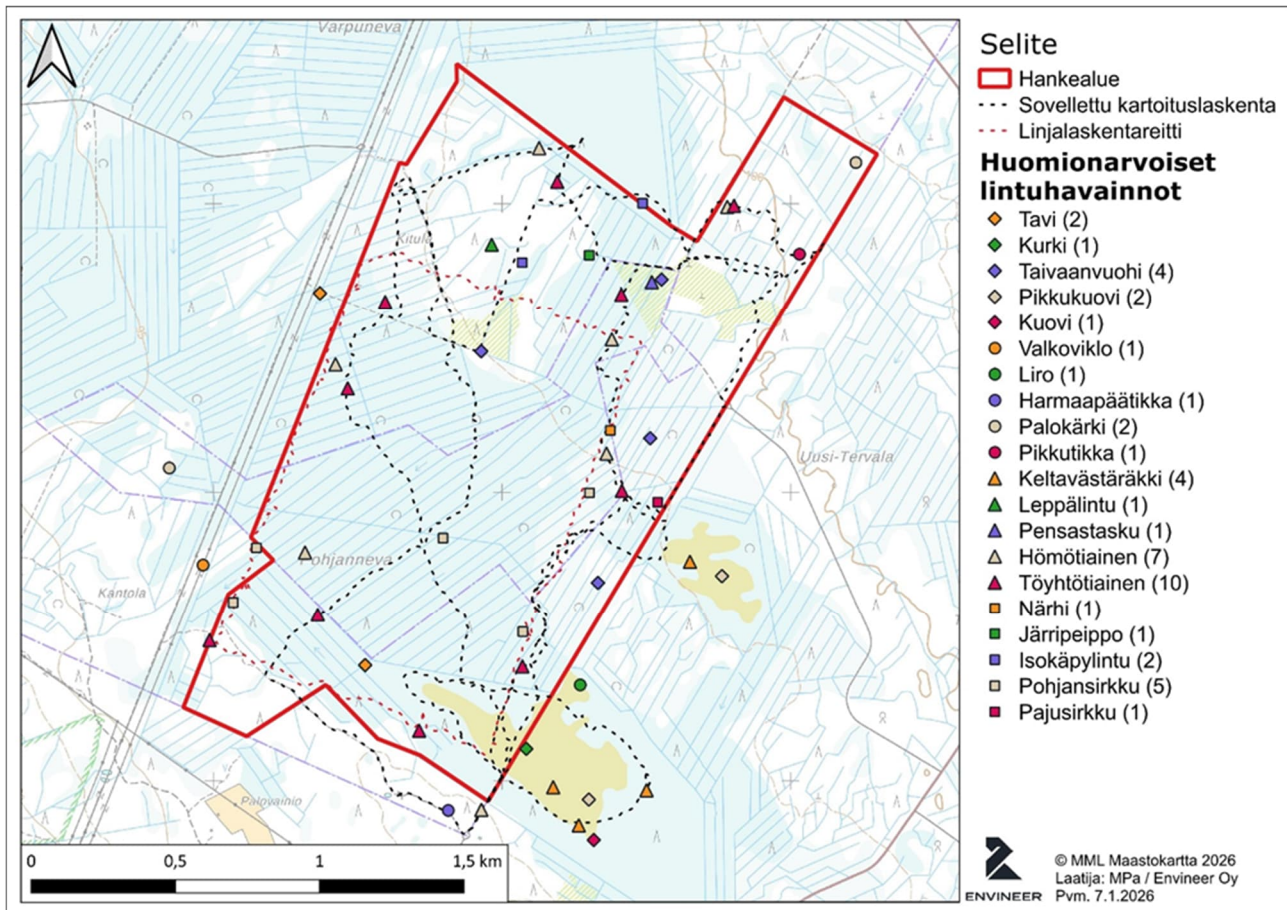 Varpuneva
Kitula
Uusi-Tervala
Pohjanneva
Kantola
Palovainio
0 0,5 1 1,5 km
Selite
Hankealue
Sovellettu kartoituslaskenta
Linjalaskentareitti
Huomionarvoiset
lintuhavainnot
Tavi (2)
Kurki (1)
Taivaanvuohi (4)
Pikkukuovi (2)
Kuovi (1)
Valkoviklo (1)
Liro (1)
Harmaapäätikka (1)
Palokärki (2)
Pikkutikka (1)
Keltavästäräkki (4)
Leppälintu (1)
Pensastasku (1)
Hömötiainen (7)
Töyhtötiainen (10)
Närhi (1)
Järripeippo (1)
Isokäpylintu (2)
Pohjansirkku (5)
Pajusirkku (1)
ENVINEER
© MML Maastokartta 2026
Laatija: MPa / Envineer Oy
Pvm. 7.1.2026